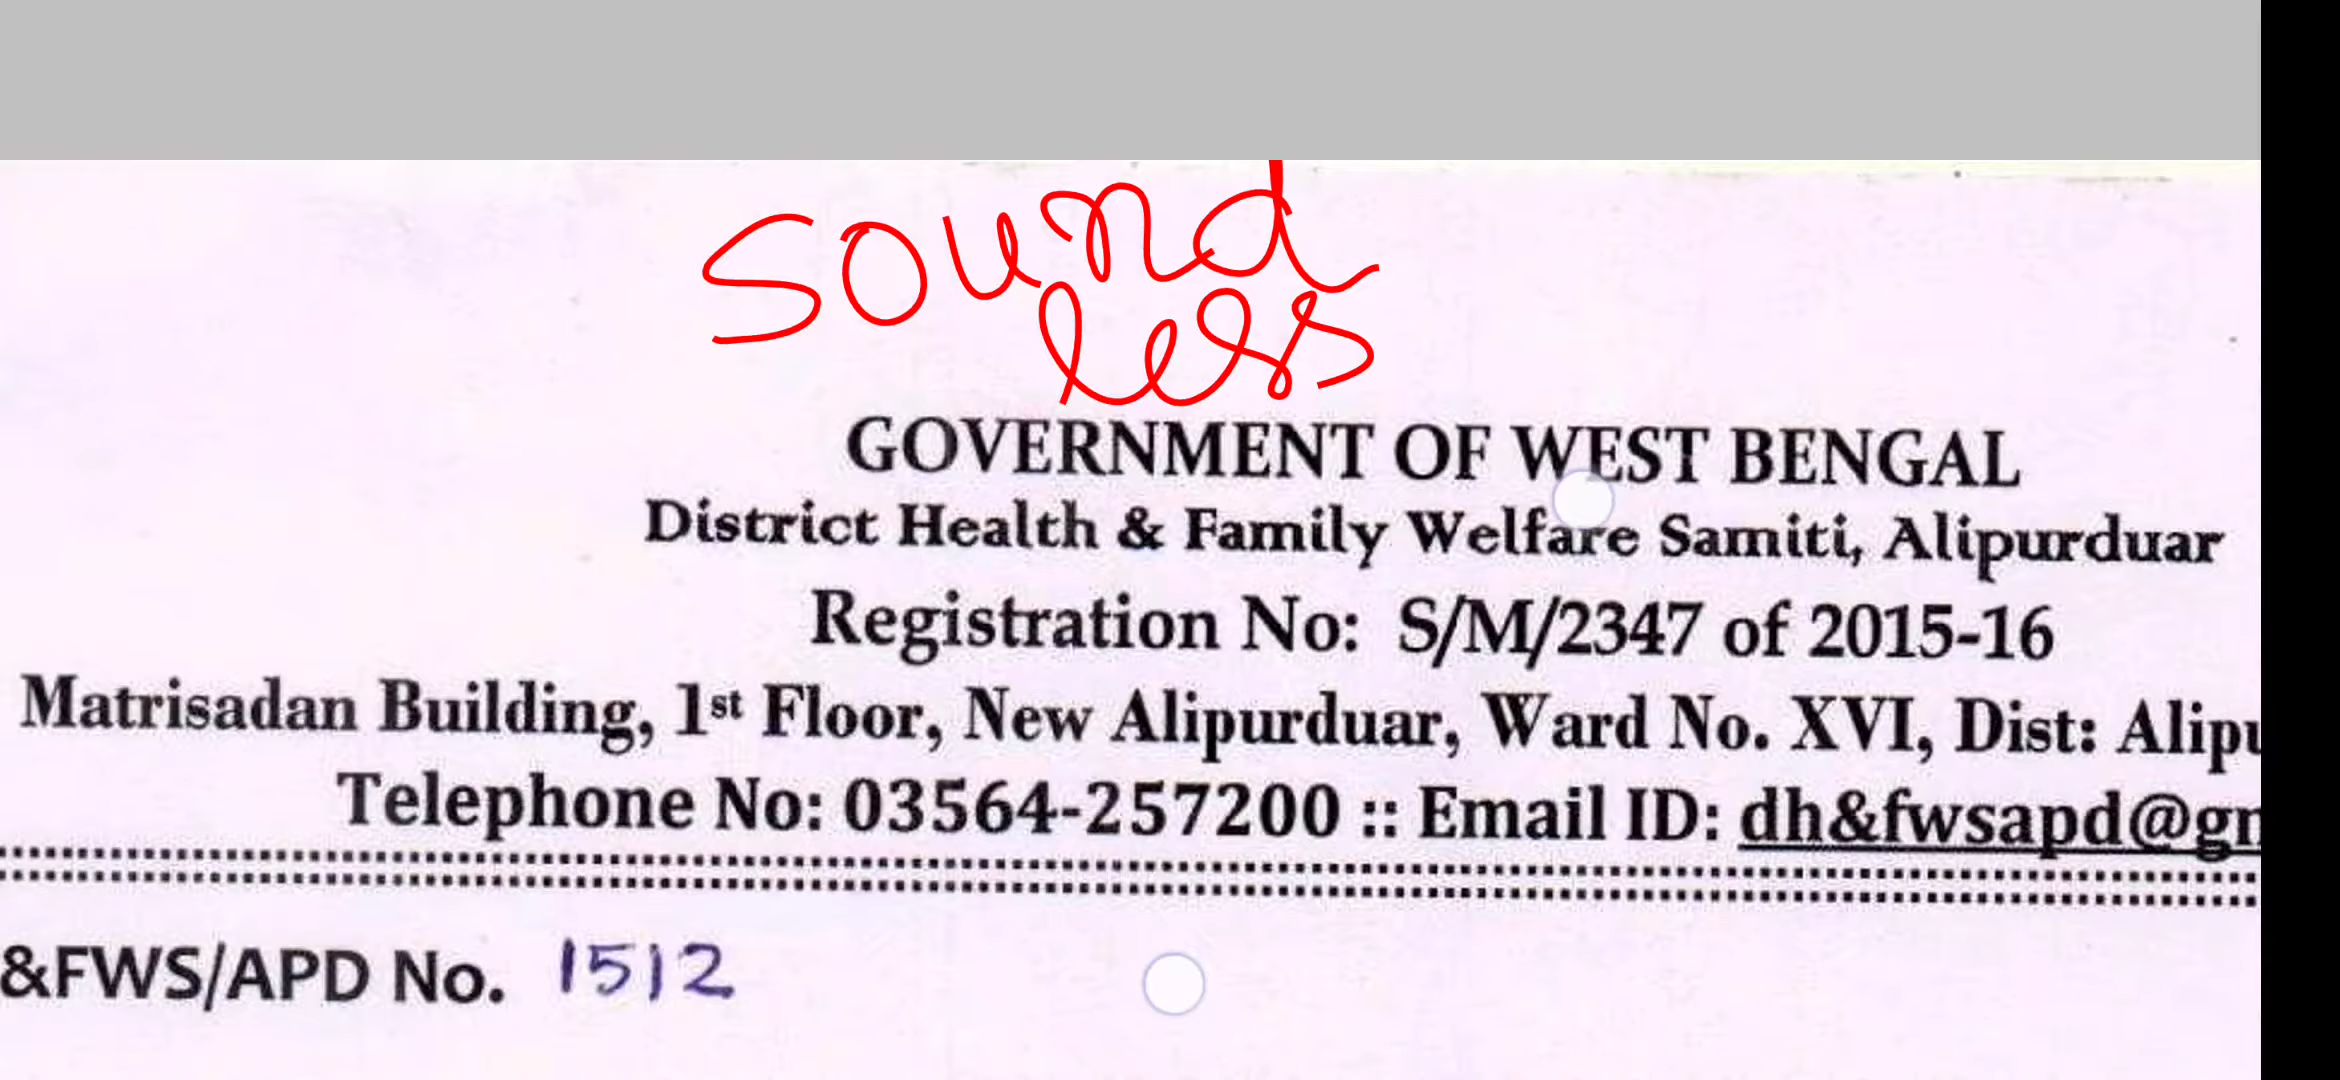 sound
less
GOVERNMENT OF WEST BENGAL
District Health & Family Welfare Samiti, Alipurduar
Registration No: S/M/2347 of 2015-16
Matrisadan Building, 1st Floor, New Alipurduar, Ward No. XVI, Dist: Alipu
Telephone No: 03564-257200 :: Email ID: dh&fwsapd@gm
&FWS/APD No. 1512